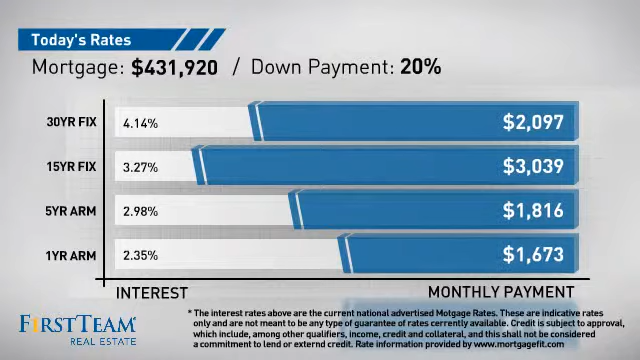 Today's Rates
Mortgage: $431,920 / Down Payment: 20%
30YR FIX 4.14% $2,097
15YR FIX 3.27% $3,039
5YR ARM 2.98% $1,816
1YR ARM 2.35% $1,673
INTEREST MONTHLY PAYMENT
* The interest rates above are the current national advertised Motgage Rates. These are indicative rates
only and are not meant to be any type of guarantee of rates cerrently available. Credit is subject to approval,
which include, among other qualifiers, income, credit and collateral, and this shall not be considered
a commitment to lend or externd credit. Rate information provided by www.mortgagefit.com
FIRSTTEAM®
REAL ESTATE